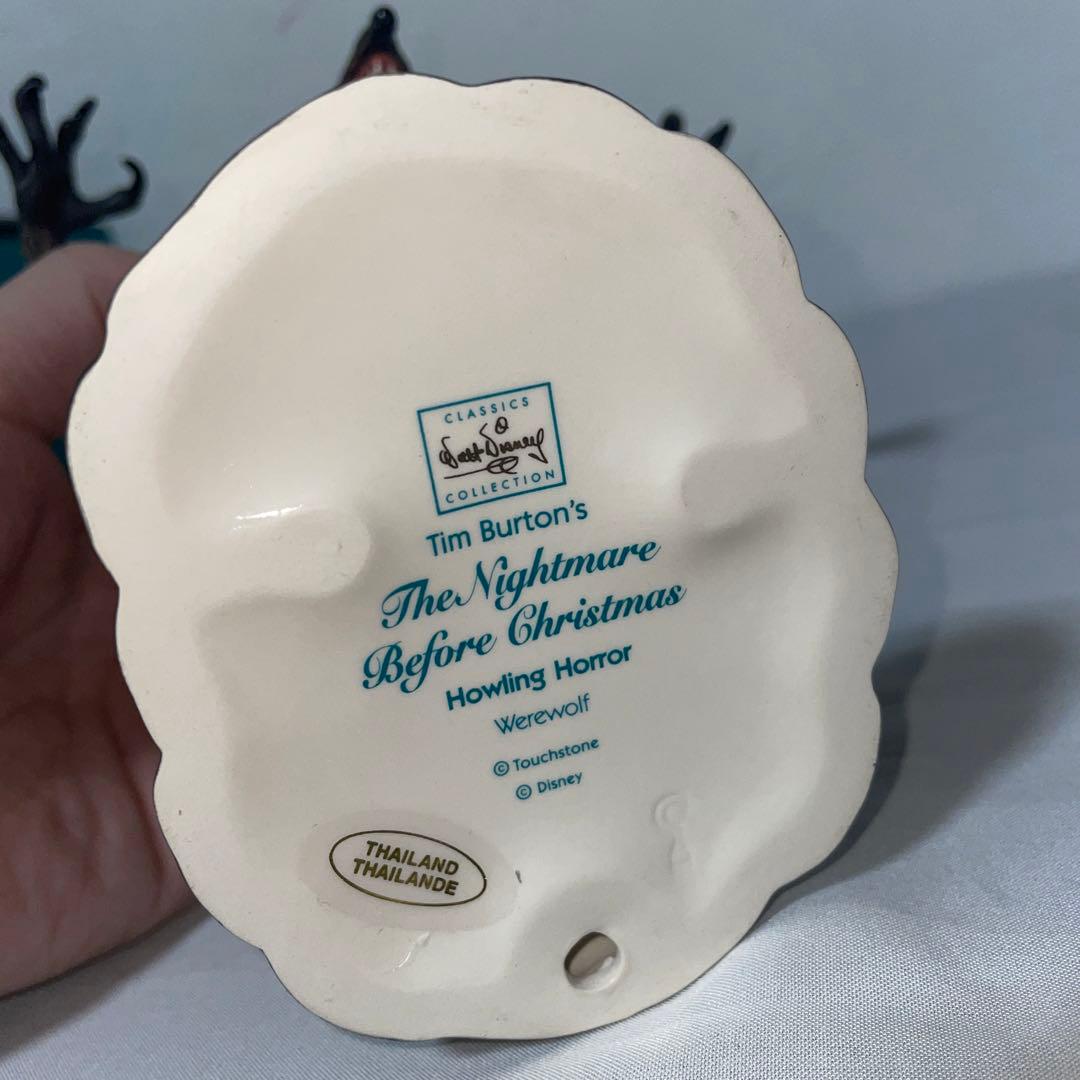 CLASSICS
Walt Disney
COLLECTION
Tim Burton's
The Nightmare
Before Christmas
Howling Horror
Werewolf
© Touchstone
© Disney
THAILAND
THAILANDE